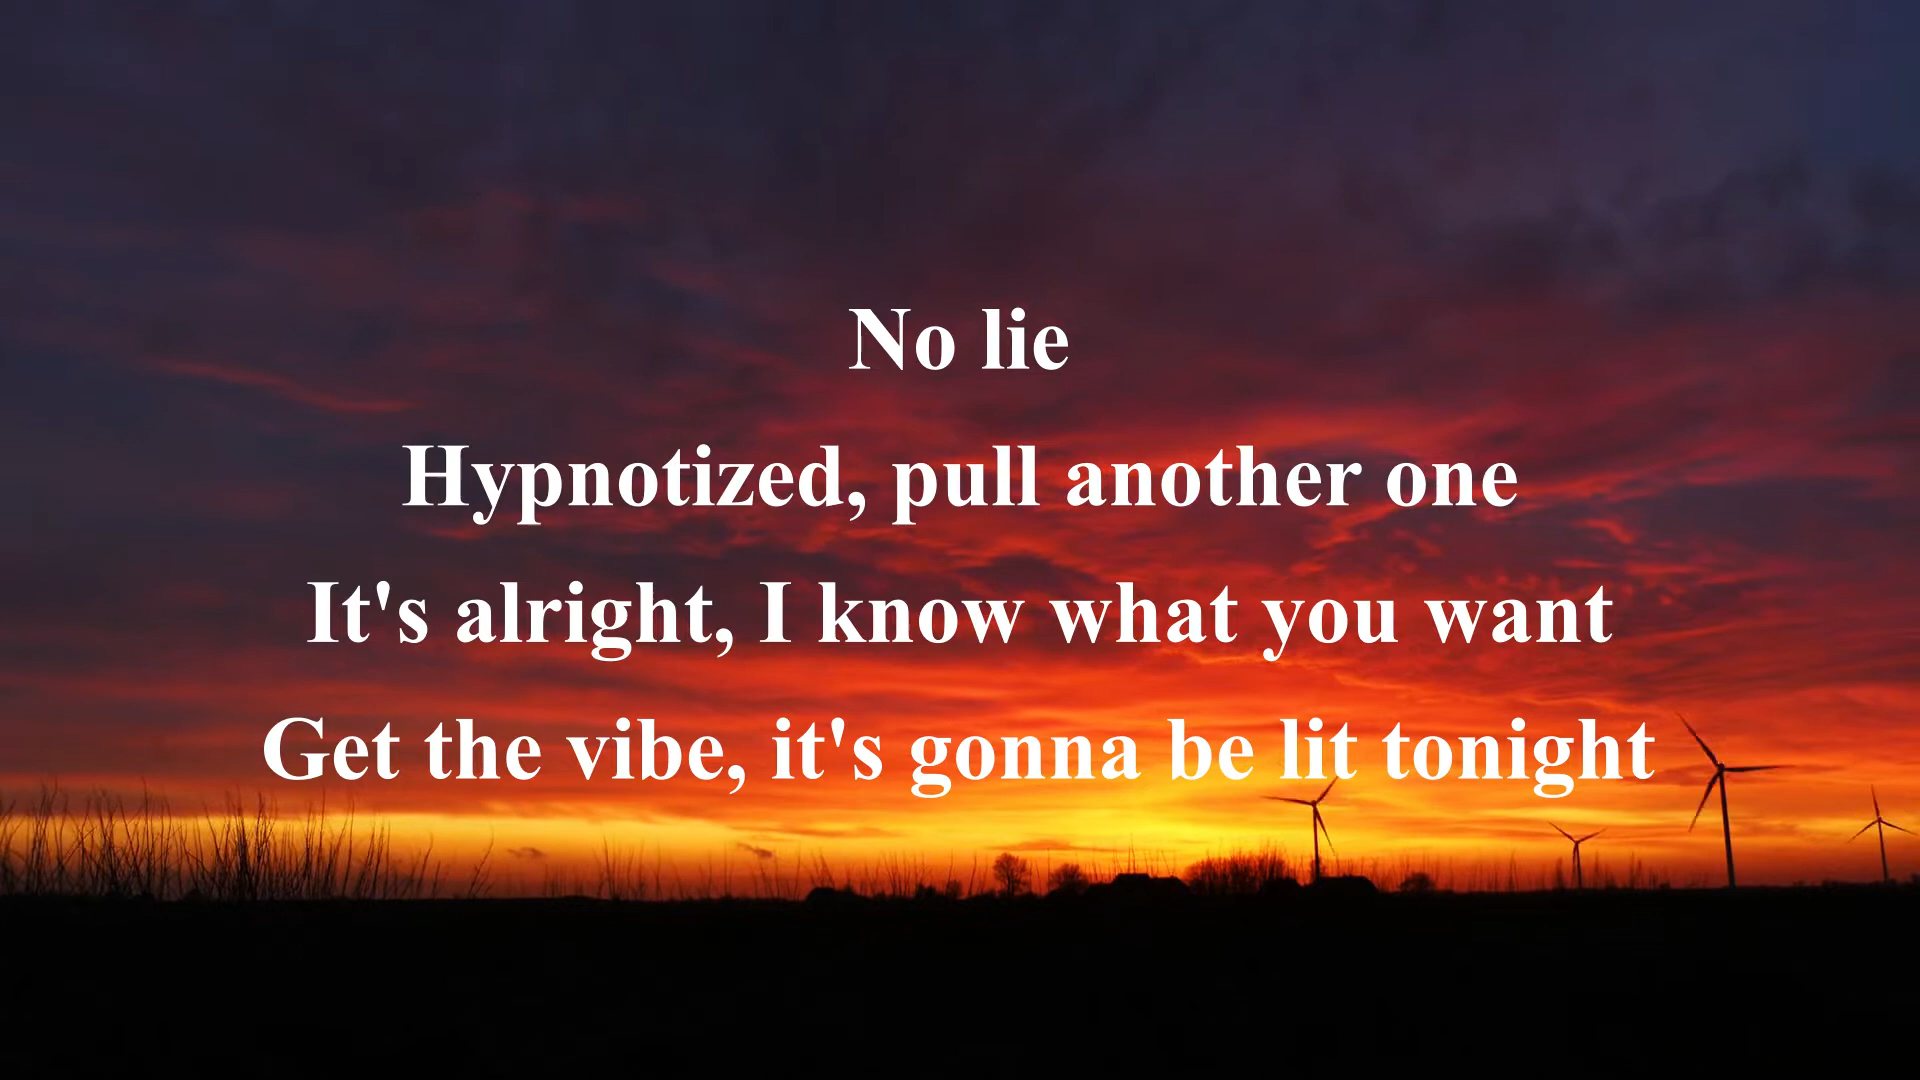 No lie
Hypnotized, pull another one
It's alright, I know what you want
Get the vibe, it's gonna be lit tonight